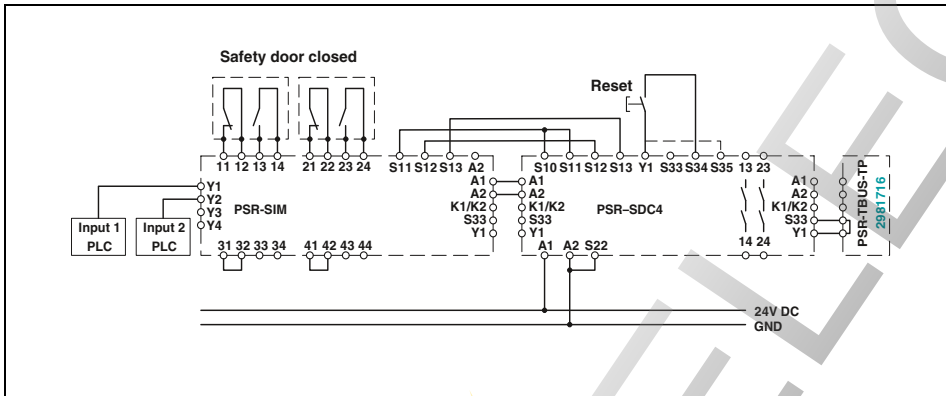 Safety door closed
Reset
11 12 13 14
21 22 23 24
S11 S12 S13 A2
S10 S11 S12 S13 Y1 S33 S34 S35 13 23
Y1
Y2
Y3
Y4
PSR-SIM
A1
A2
K1/K2
S33
Y1
A1
A2
K1/K2
S33
Y1
PSR–SDC4
A1
A2
K1/K2
S33
Y1
PSR-TBUS-TP
2981716
Input 1
PLC
Input 2
PLC
31 32 33 34
41 42 43 44
A1 A2 S22
14 24
24V DC
GND